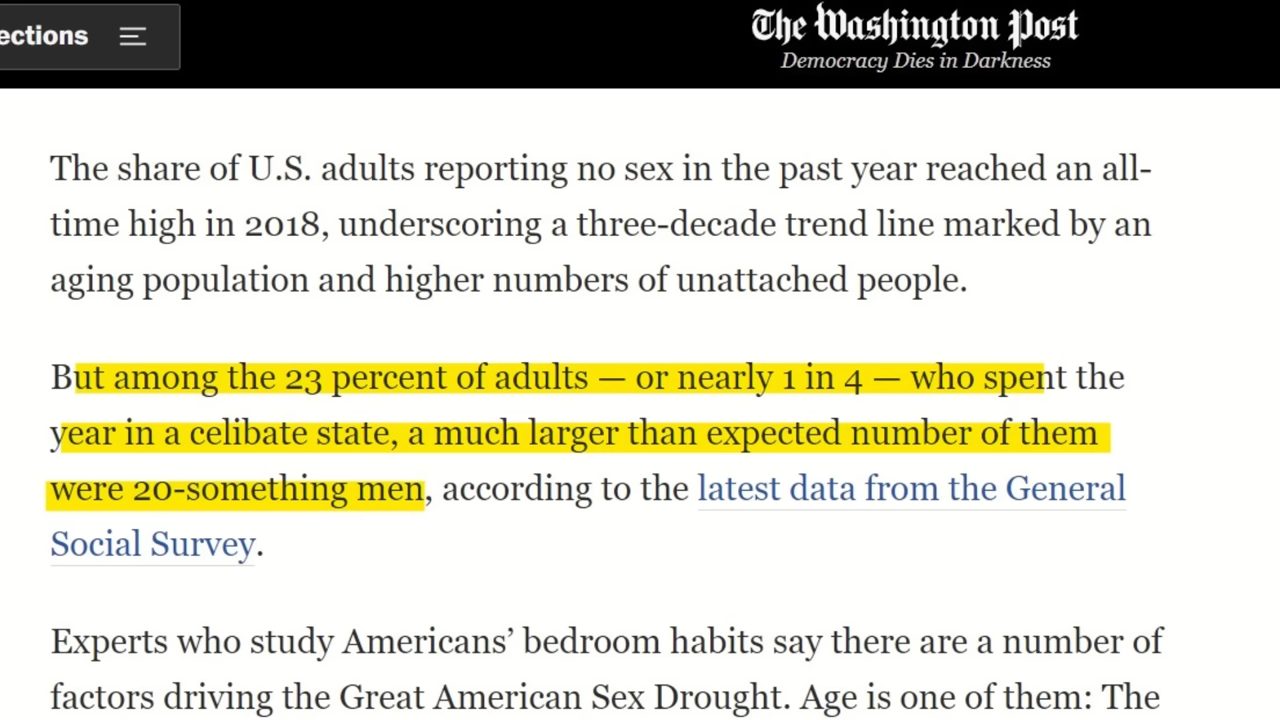 ections
The Washington Post
Democracy Dies in Darkness
The share of U.S. adults reporting no sex in the past year reached an all-
time high in 2018, underscoring a three-decade trend line marked by an
aging population and higher numbers of unattached people.
But among the 23 percent of adults — or nearly 1 in 4 — who spent the
year in a celibate state, a much larger than expected number of them
were 20-something men, according to the latest data from the General
Social Survey.
Experts who study Americans’ bedroom habits say there are a number of
factors driving the Great American Sex Drought. Age is one of them: The